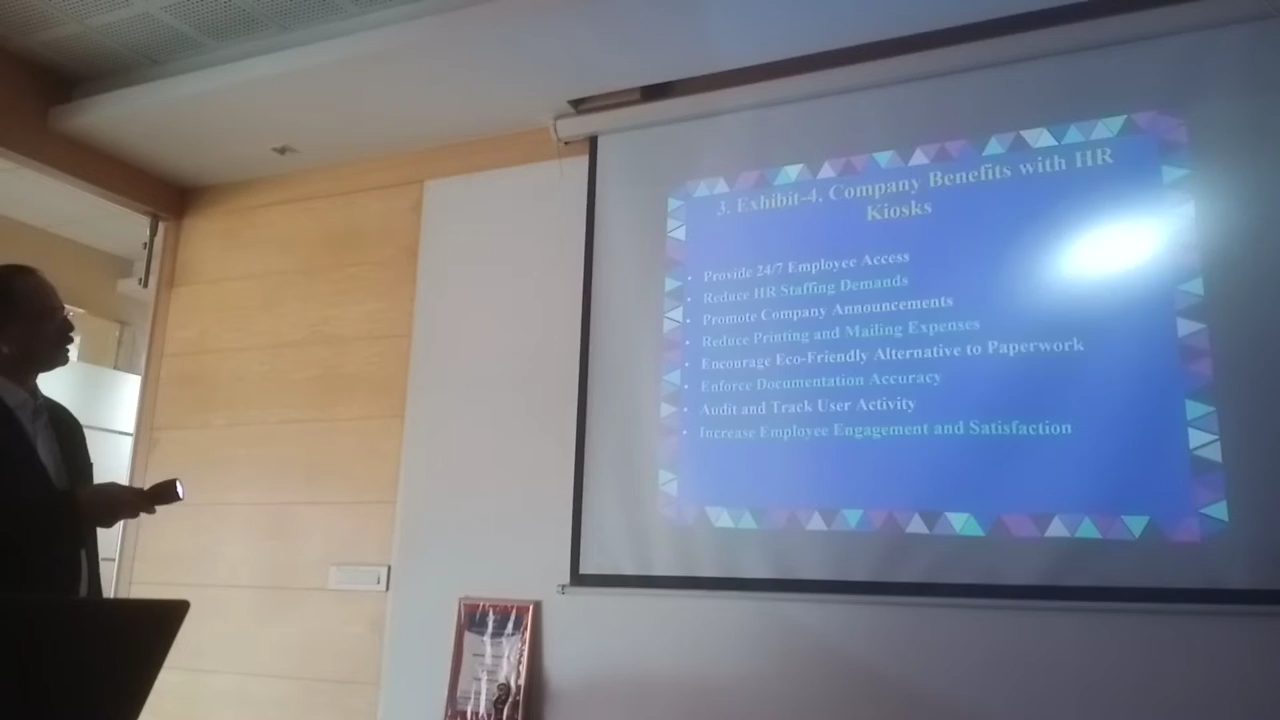 3. Exhibit-4. Company Benefits with HR
Kiosks
• Provide 24/7 Employee Access
• Reduce HR Staffing Demands
• Promote Company Announcements
• Reduce Printing and Mailing Expenses
• Encourage Eco-Friendly Alternative to Paperwork
• Enforce Documentation Accuracy
• Audit and Track User Activity
• Increase Employee Engagement and Satisfaction